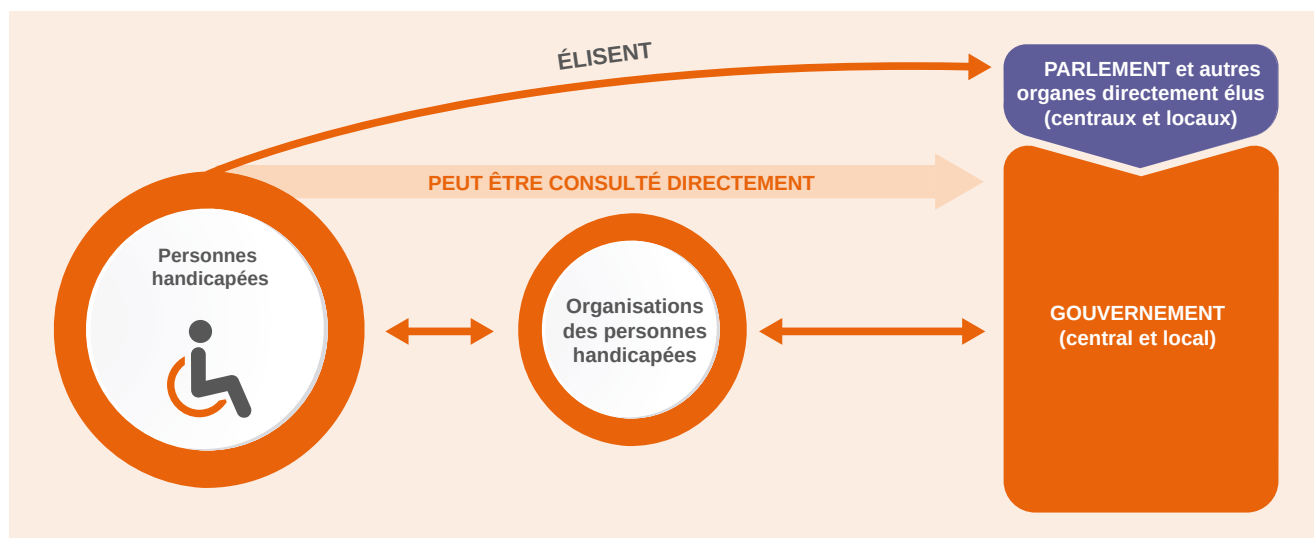 ÉLISENT
PARLEMENT et autres
organes directement élus
(centraux et locaux)
PEUT ÊTRE CONSULTÉ DIRECTEMENT
Personnes
handicapées
Organisations
des personnes
handicapées
GOUVERNEMENT
(central et local)